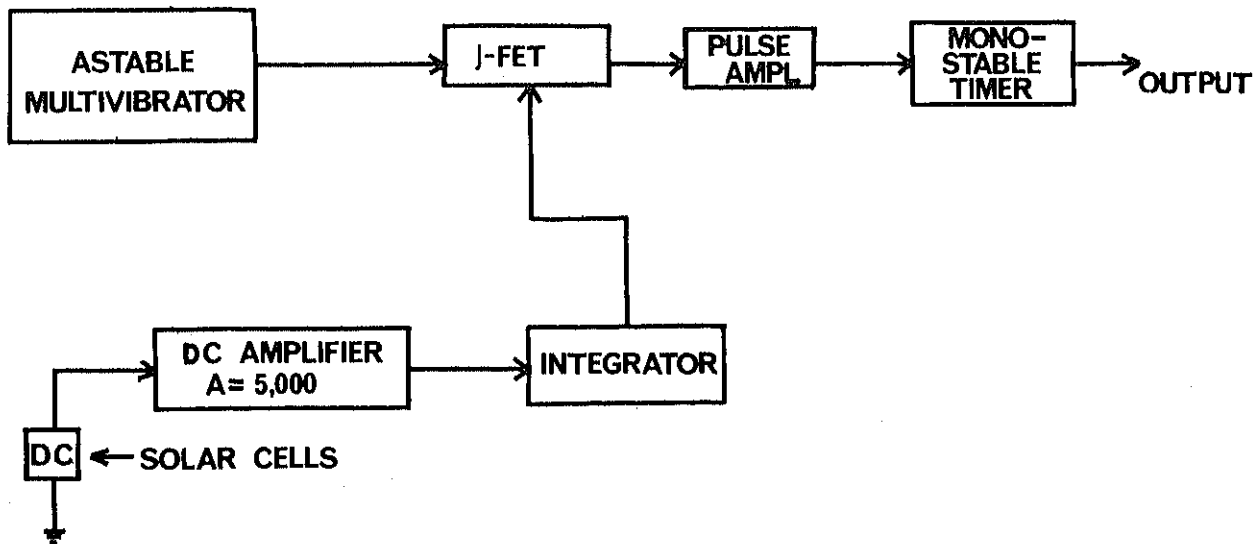 ASTABLE
MULTIVIBRATOR
J-FET
PULSE
AMPL.
MONO-
STABLE
TIMER
OUTPUT
DC AMPLIFIER
A= 5,000
INTEGRATOR
DC
SOLAR CELLS